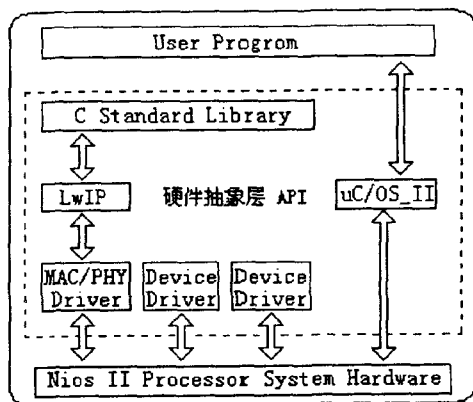 User Progrom
C Standard Library
LwIP
硬件抽象层 API
uC/OS_II
MAC/PHY
Driver
Device
Driver
Device
Driver
Nios II Processor System Hardware